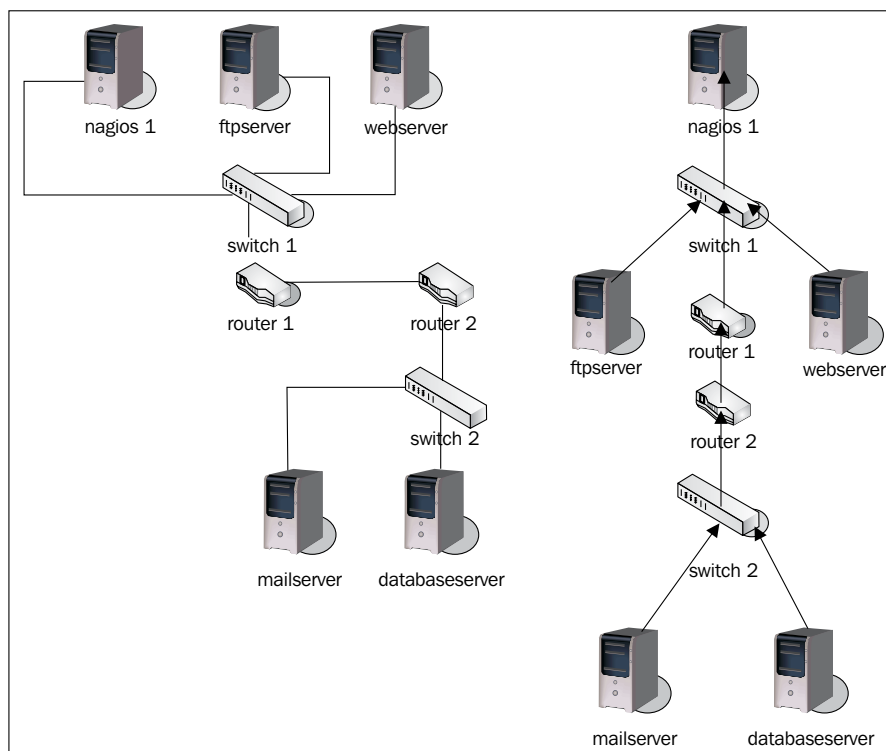 nagios 1
ftpserver
webserver
switch 1
router 1
router 2
switch 2
mailserver
databaseserver
nagios 1
switch 1
ftpserver
router 1
webserver
router 2
switch 2
mailserver
databaseserver